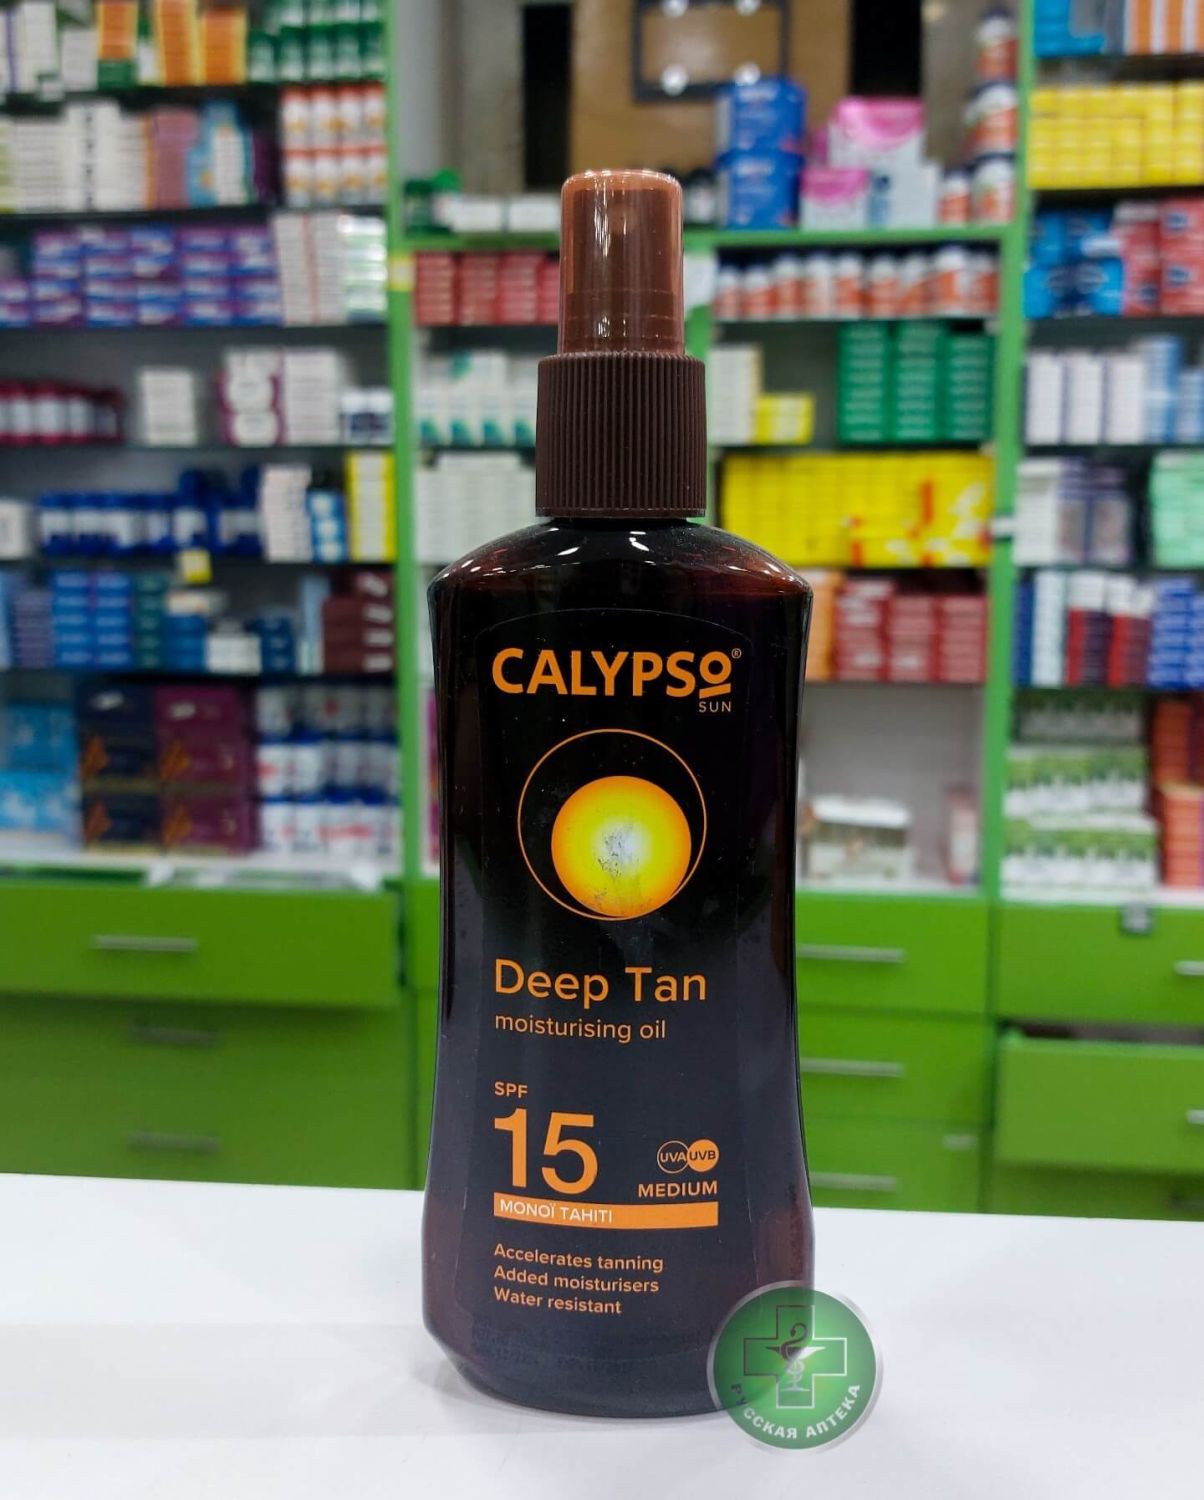 CALYPSO®
SUN
Deep Tan
moisturising oil
SPF
15
UVA UVB
MEDIUM
MONOÏ TAHITI
Accelerates tanning
Added moisturisers
Water resistant
РУССКАЯ АПТЕКА